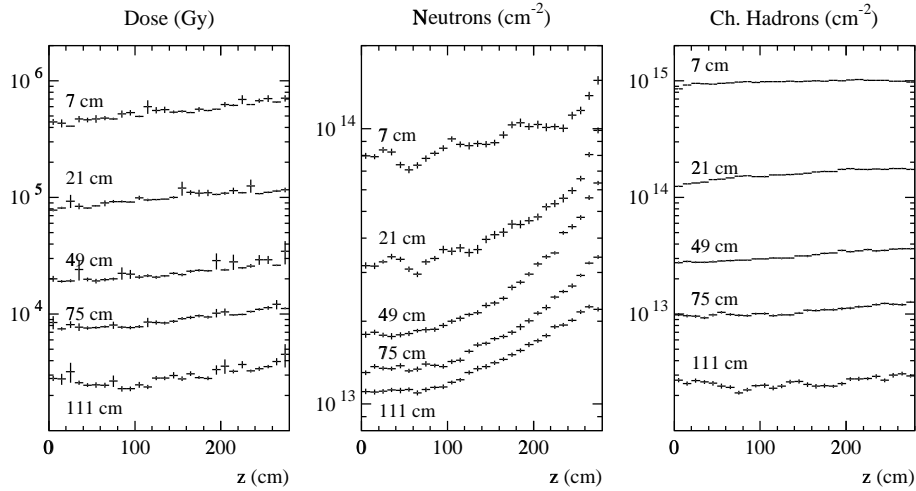 Dose (Gy)
10^6
10^5
10^4
7 cm
21 cm
49 cm
75 cm
111 cm
0
200
z (cm)
Neutrons (cm^-2)
10^14
10^13
7 cm
21 cm
49 cm
75 cm
111 cm
0
200
z (cm)
Ch. Hadrons (cm^-2)
10^15
10^14
10^13
7 cm
21 cm
49 cm
75 cm
111 cm
0
200
z (cm)